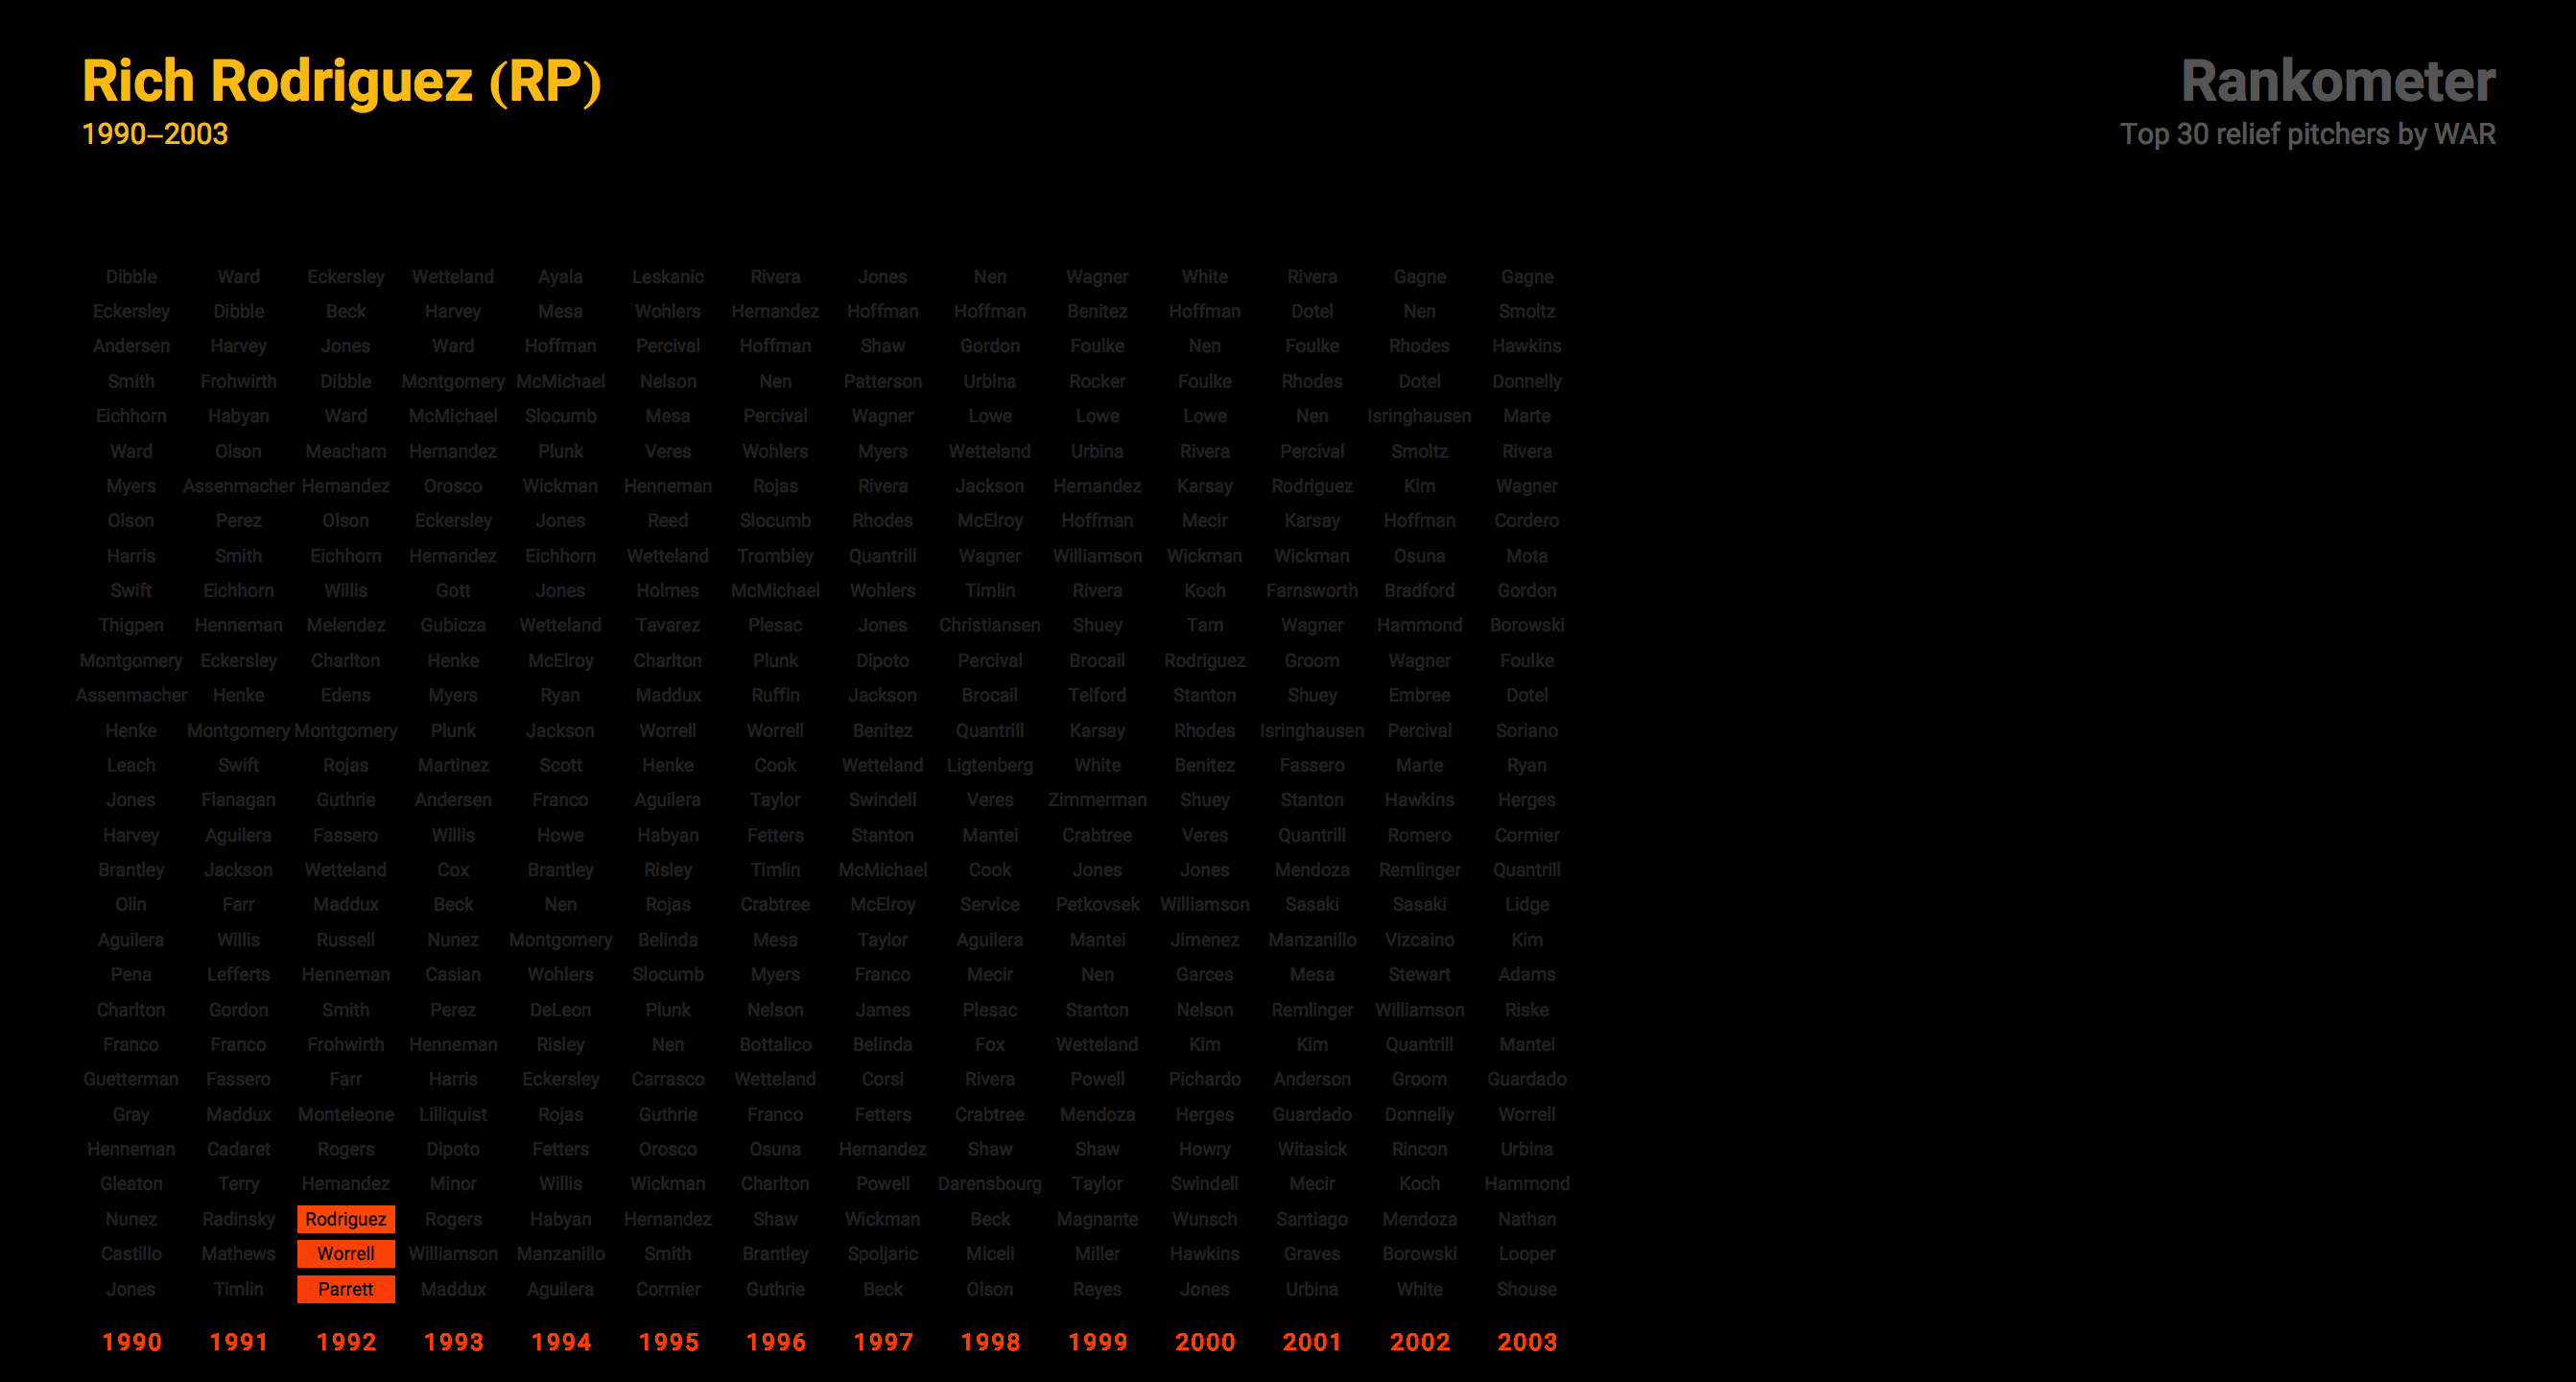 Rich Rodriguez (RP)
1990–2003
Rankometer
Top 30 relief pitchers by WAR
Dibble Ward Eckersley Wetteland Ayala Leskanic Rivera Jones Nen Wagner White Rivera Gagne Gagne
Eckersley Dibble Beck Harvey Mesa Wohlers Hernandez Hoffman Hoffman Benitez Hoffman Dotel Nen Smoltz
Andersen Harvey Jones Ward Hoffman Percival Hoffman Shaw Gordon Foulke Nen Foulke Rhodes Hawkins
Smith Frohwirth Dibble Montgomery McMichael Nelson Nen Patterson Urbina Rocker Foulke Rhodes Dotel Donnelly
Eichhorn Habyan Ward McMichael Slocumb Mesa Percival Wagner Lowe Lowe Lowe Nen Isringhausen Marte
Ward Olson Meacham Hernandez Plunk Veres Wohlers Myers Wetteland Urbina Rivera Percival Smoltz Rivera
Myers Assenmacher Hernandez Orosco Wickman Henneman Rojas Rivera Jackson Hernandez Karsay Rodriguez Kim Wagner
Olson Perez Olson Eckersley Jones Reed Slocumb Rhodes McElroy Hoffman Mecir Karsay Hoffman Cordero
Harris Smith Eichhorn Hernandez Eichhorn Wetteland Trombley Quantrill Wagner Williamson Wickman Wickman Osuna Mota
Swift Eichhorn Willis Gott Jones Holmes McMichael Wohlers Timlin Rivera Koch Farnsworth Bradford Gordon
Thigpen Henneman Melendez Gubicza Wetteland Tavarez Plesac Jones Christiansen Shuey Tam Wagner Hammond Borowski
Montgomery Eckersley Charlton Henke McElroy Charlton Plunk Dipoto Percival Brocail Rodriguez Groom Wagner Foulke
Assenmacher Henke Edens Myers Ryan Maddux Ruffin Jackson Brocail Telford Stanton Shuey Embree Dotel
Henke Montgomery Montgomery Plunk Jackson Worrell Worrell Benitez Quantrill Karsay Rhodes Isringhausen Percival Soriano
Leach Swift Rojas Martinez Scott Henke Cook Wetteland Ligtenberg White Benitez Fassero Marte Ryan
Jones Flanagan Guthrie Andersen Franco Aguilera Taylor Swindell Veres Zimmerman Shuey Stanton Hawkins Herges
Harvey Aguilera Fassero Willis Howe Habyan Fetters Stanton Mantei Crabtree Veres Quantrill Romero Cormier
Brantley Jackson Wetteland Cox Brantley Risley Timlin McMichael Cook Jones Jones Mendoza Remlinger Quantrill
Olin Farr Maddux Beck Nen Rojas Crabtree McElroy Service Petkovsek Williamson Sasaki Sasaki Lidge
Aguilera Willis Russell Nunez Montgomery Belinda Mesa Taylor Aguilera Mantei Jimenez Manzanillo Vizcaino Kim
Pena Lefferts Henneman Casian Wohlers Slocumb Myers Franco Mecir Nen Garces Mesa Stewart Adams
Charlton Gordon Smith Perez DeLeon Plunk Nelson James Plesac Stanton Nelson Remlinger Williamson Riske
Franco Franco Frohwirth Henneman Risley Nen Bottalico Belinda Fox Wetteland Kim Kim Quantrill Mantei
Guetterman Fassero Farr Harris Eckersley Carrasco Wetteland Corsi Rivera Powell Pichardo Anderson Groom Guardado
Gray Maddux Monteleone Lilliquist Rojas Guthrie Franco Fetters Crabtree Mendoza Herges Guardado Donnelly Worrell
Henneman Cadaret Rogers Dipoto Fetters Orosco Osuna Hernandez Shaw Shaw Howry Witasick Rincon Urbina
Gleaton Terry Hernandez Minor Willis Wickman Charlton Powell Darensbourg Taylor Swindell Mecir Koch Hammond
Nunez Radinsky Rodriguez Rogers Habyan Hernandez Shaw Wickman Beck Magnante Wunsch Santiago Mendoza Nathan
Castillo Mathews Worrell Williamson Manzanillo Smith Brantley Spoljaric Miceli Miller Hawkins Graves Borowski Looper
Jones Timlin Parrett Maddux Aguilera Cormier Guthrie Beck Olson Reyes Jones Urbina White Shouse
1990 1991 1992 1993 1994 1995 1996 1997 1998 1999 2000 2001 2002 2003